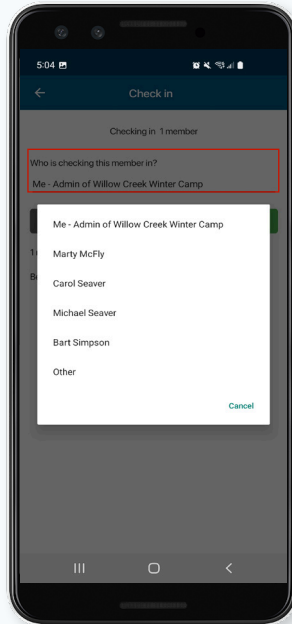 5:04
Check in
Checking in 1 member
Who is checking this member in?
Me - Admin of Willow Creek Winter Camp
Me - Admin of Willow Creek Winter Camp
Marty McFly
1
Carol Seaver
Michael Seaver
Bart Simpson
Other
Cancel